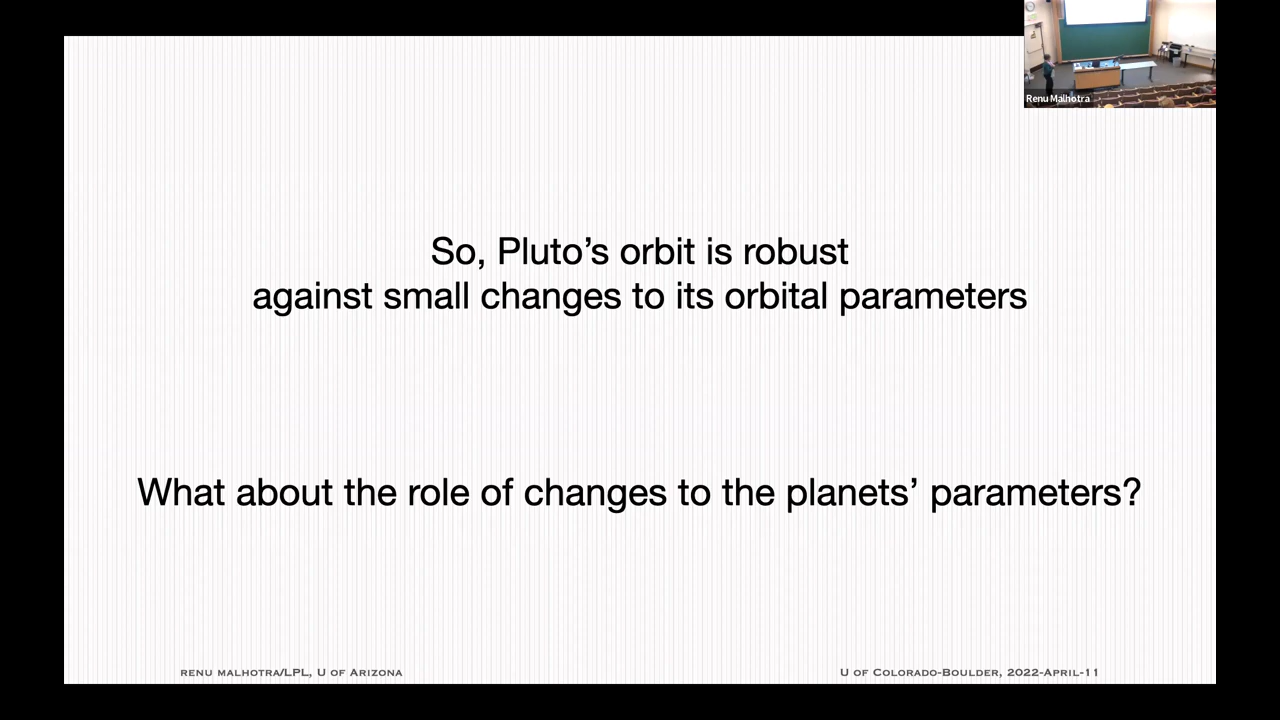 Renu Malhotra
So, Pluto’s orbit is robust
against small changes to its orbital parameters
What about the role of changes to the planets’ parameters?
RENU MALHOTRA/LPL, U OF ARIZONA
U OF COLORADO-BOULDER, 2022-APRIL-11